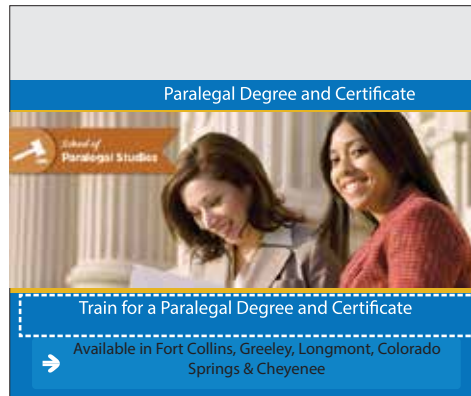 Paralegal Degree and Certificate
School of
Paralegal Studies
Train for a Paralegal Degree and Certificate
Available in Fort Collins, Greeley, Longmont, Colorado
Springs & Cheyenee